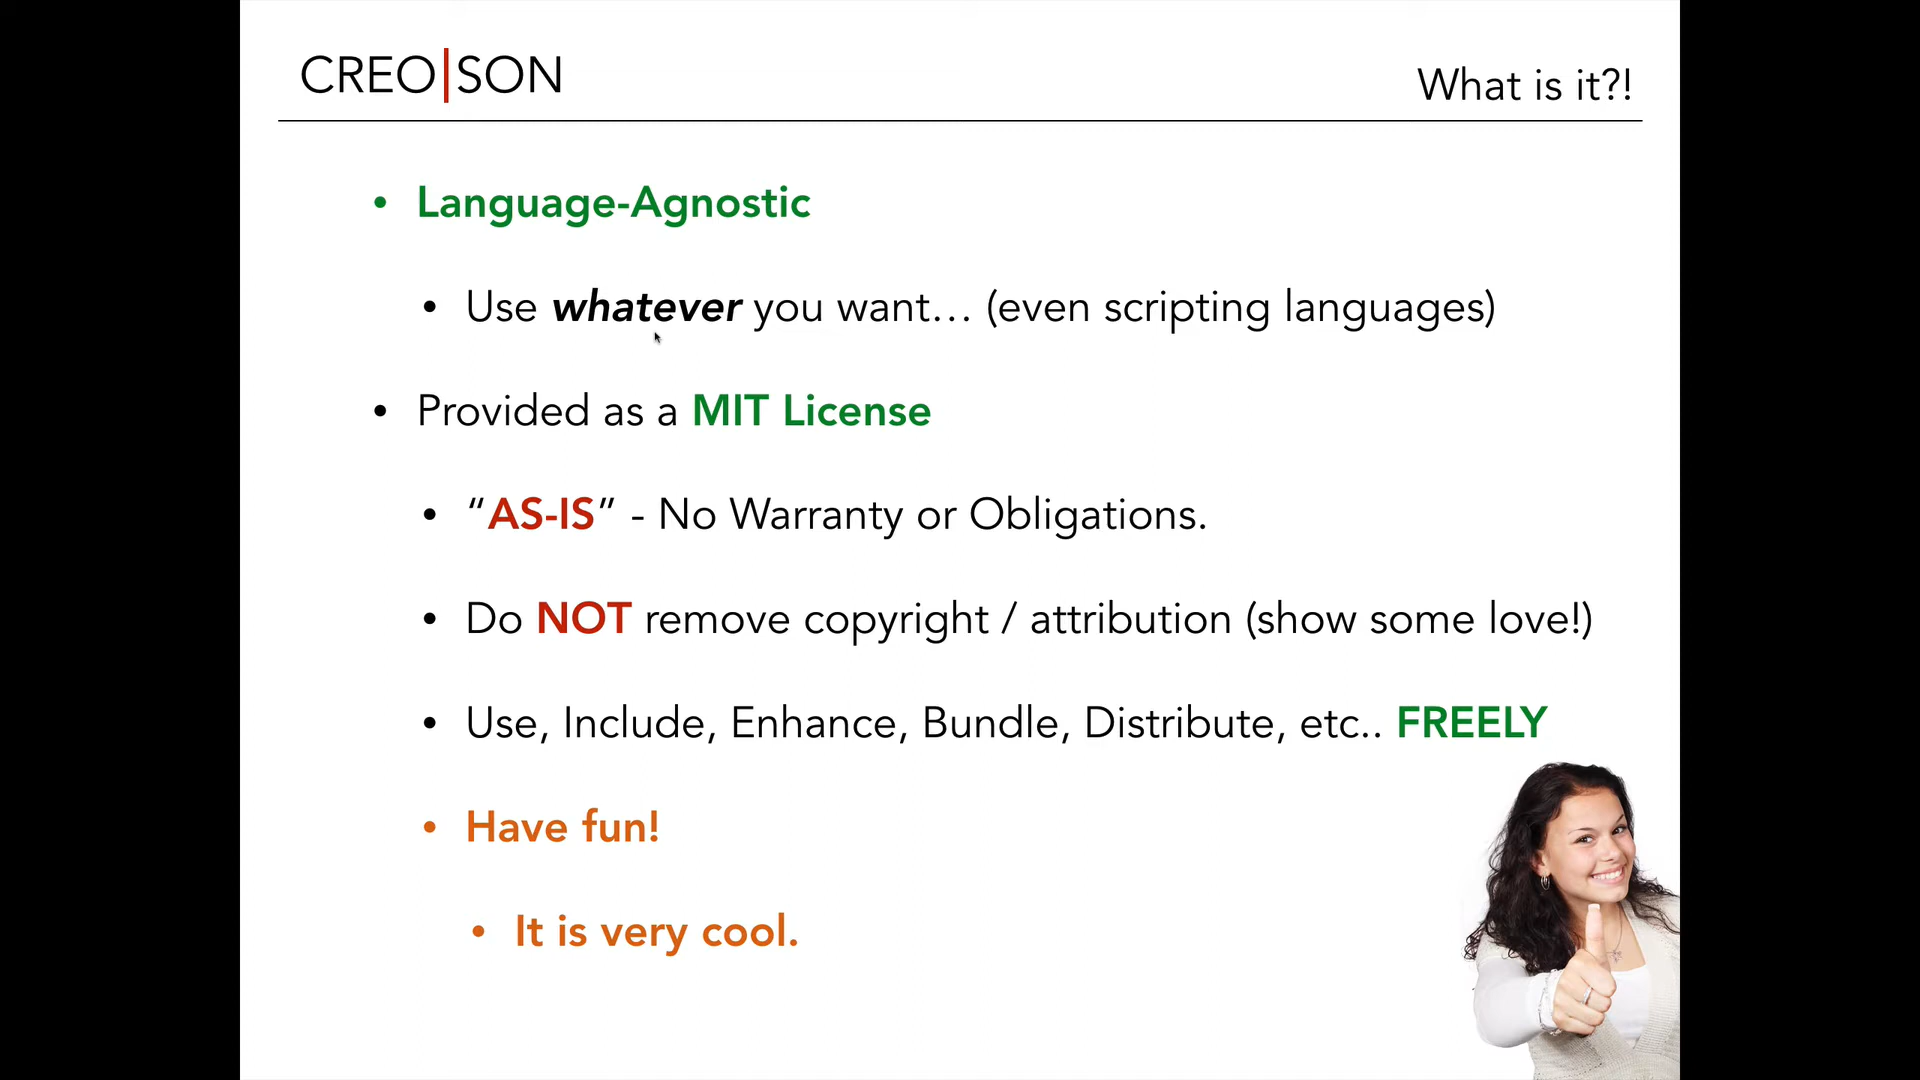 CREO|SON
What is it?!
• Language-Agnostic
• Use whatever you want… (even scripting languages)
• Provided as a MIT License
• “AS-IS” - No Warranty or Obligations.
• Do NOT remove copyright / attribution (show some love!)
• Use, Include, Enhance, Bundle, Distribute, etc.. FREELY
• Have fun!
• It is very cool.